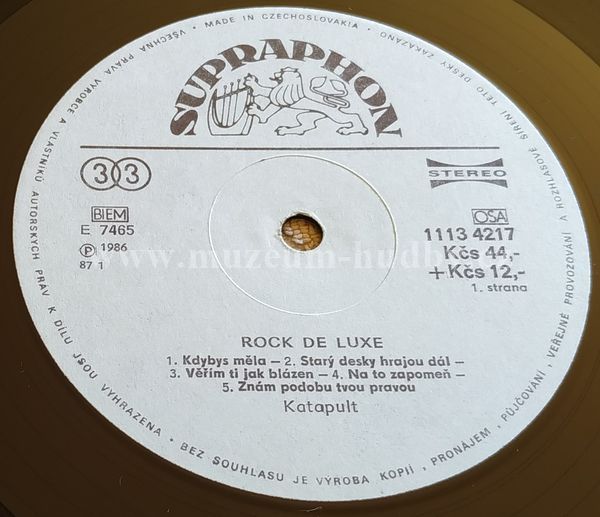 VŠECHNA PRÁVA VÝROBCE A VLASTNÍKŮ AUTORSKÝCH PRÁV K DÍLU JSOU VYHRAZENA • BEZ SOUHLASU JE VÝROBA KOPIÍ, PRONÁJEM, PŮJČOVÁNÍ, VEŘEJNÉ PROVOZOVÁNÍ A ROZHLASOVÉ ŠÍŘENÍ TÉTO DESKY ZAKÁZÁNO • MADE IN CZECHOSLOVAKIA •
SUPRAPHON
33
STEREO
BIEM
E 7465
℗ 1986
87 1
OSA
1113 4217
Kčs 44,-
+Kčs 12,-
1. strana
www.muzeum-hudby
ROCK DE LUXE
1. Kdybys měla – 2. Starý desky hrajou dál –
3. Věřím ti jak blázen – 4. Na to zapomeň –
5. Znám podobu tvou pravou
Katapult